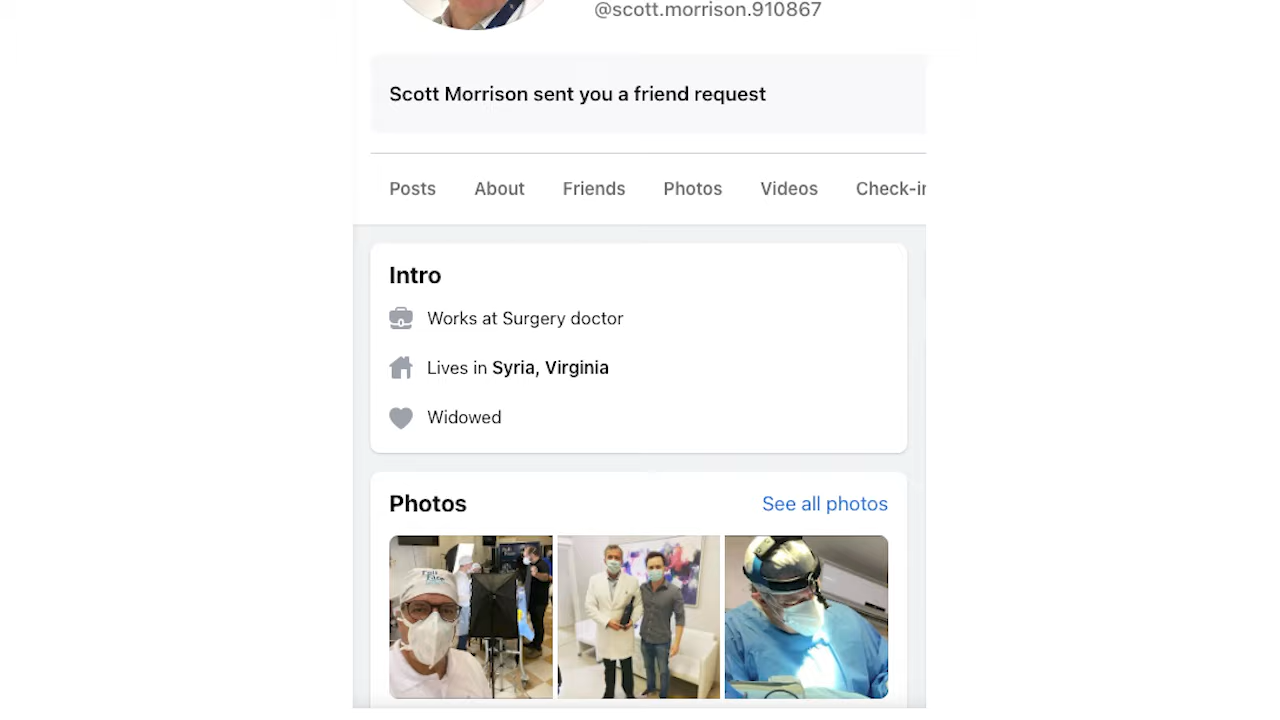 @scott.morrison.910867
Scott Morrison sent you a friend request
Posts About Friends Photos Videos Check-in
Intro
Works at Surgery doctor
Lives in Syria, Virginia
Widowed
Photos
See all photos